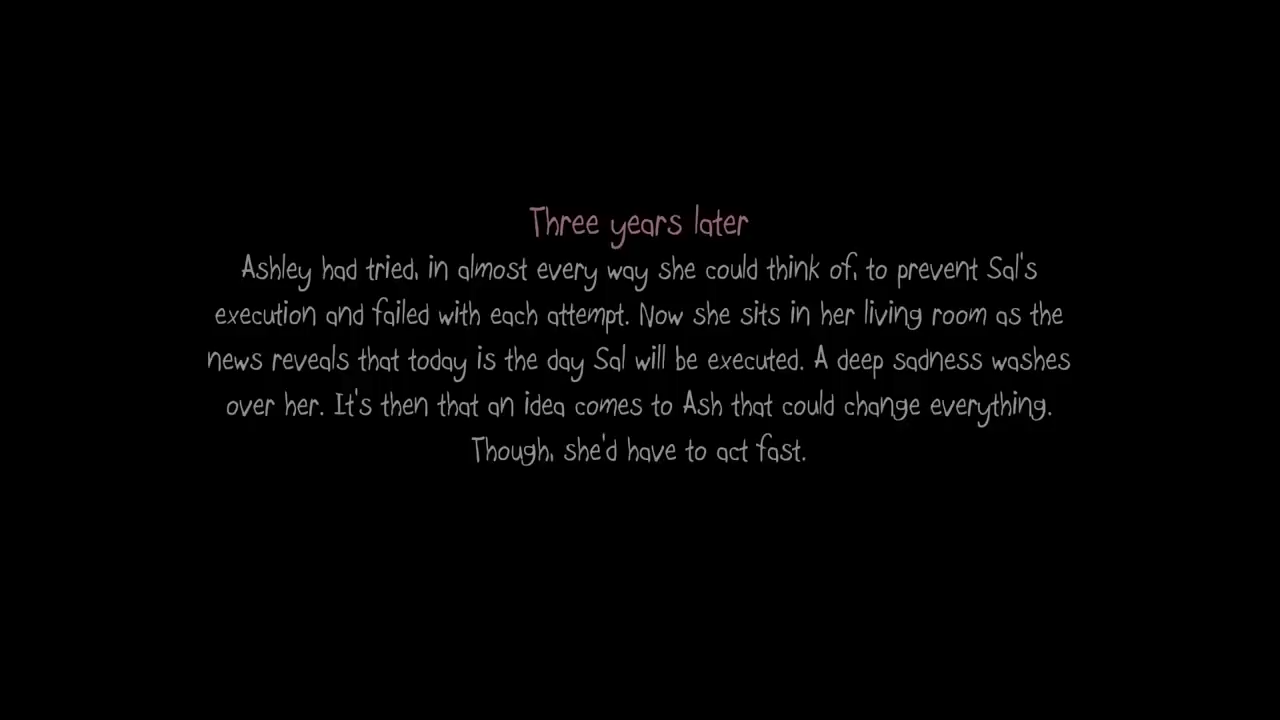 Three years later
Ashley had tried, in almost every way she could think of, to prevent Sal's
execution and failed with each attempt. Now she sits in her living room as the
news reveals that today is the day Sal will be executed. A deep sadness washes
over her. It's then that an idea comes to Ash that could change everything.
Though, she'd have to act fast.